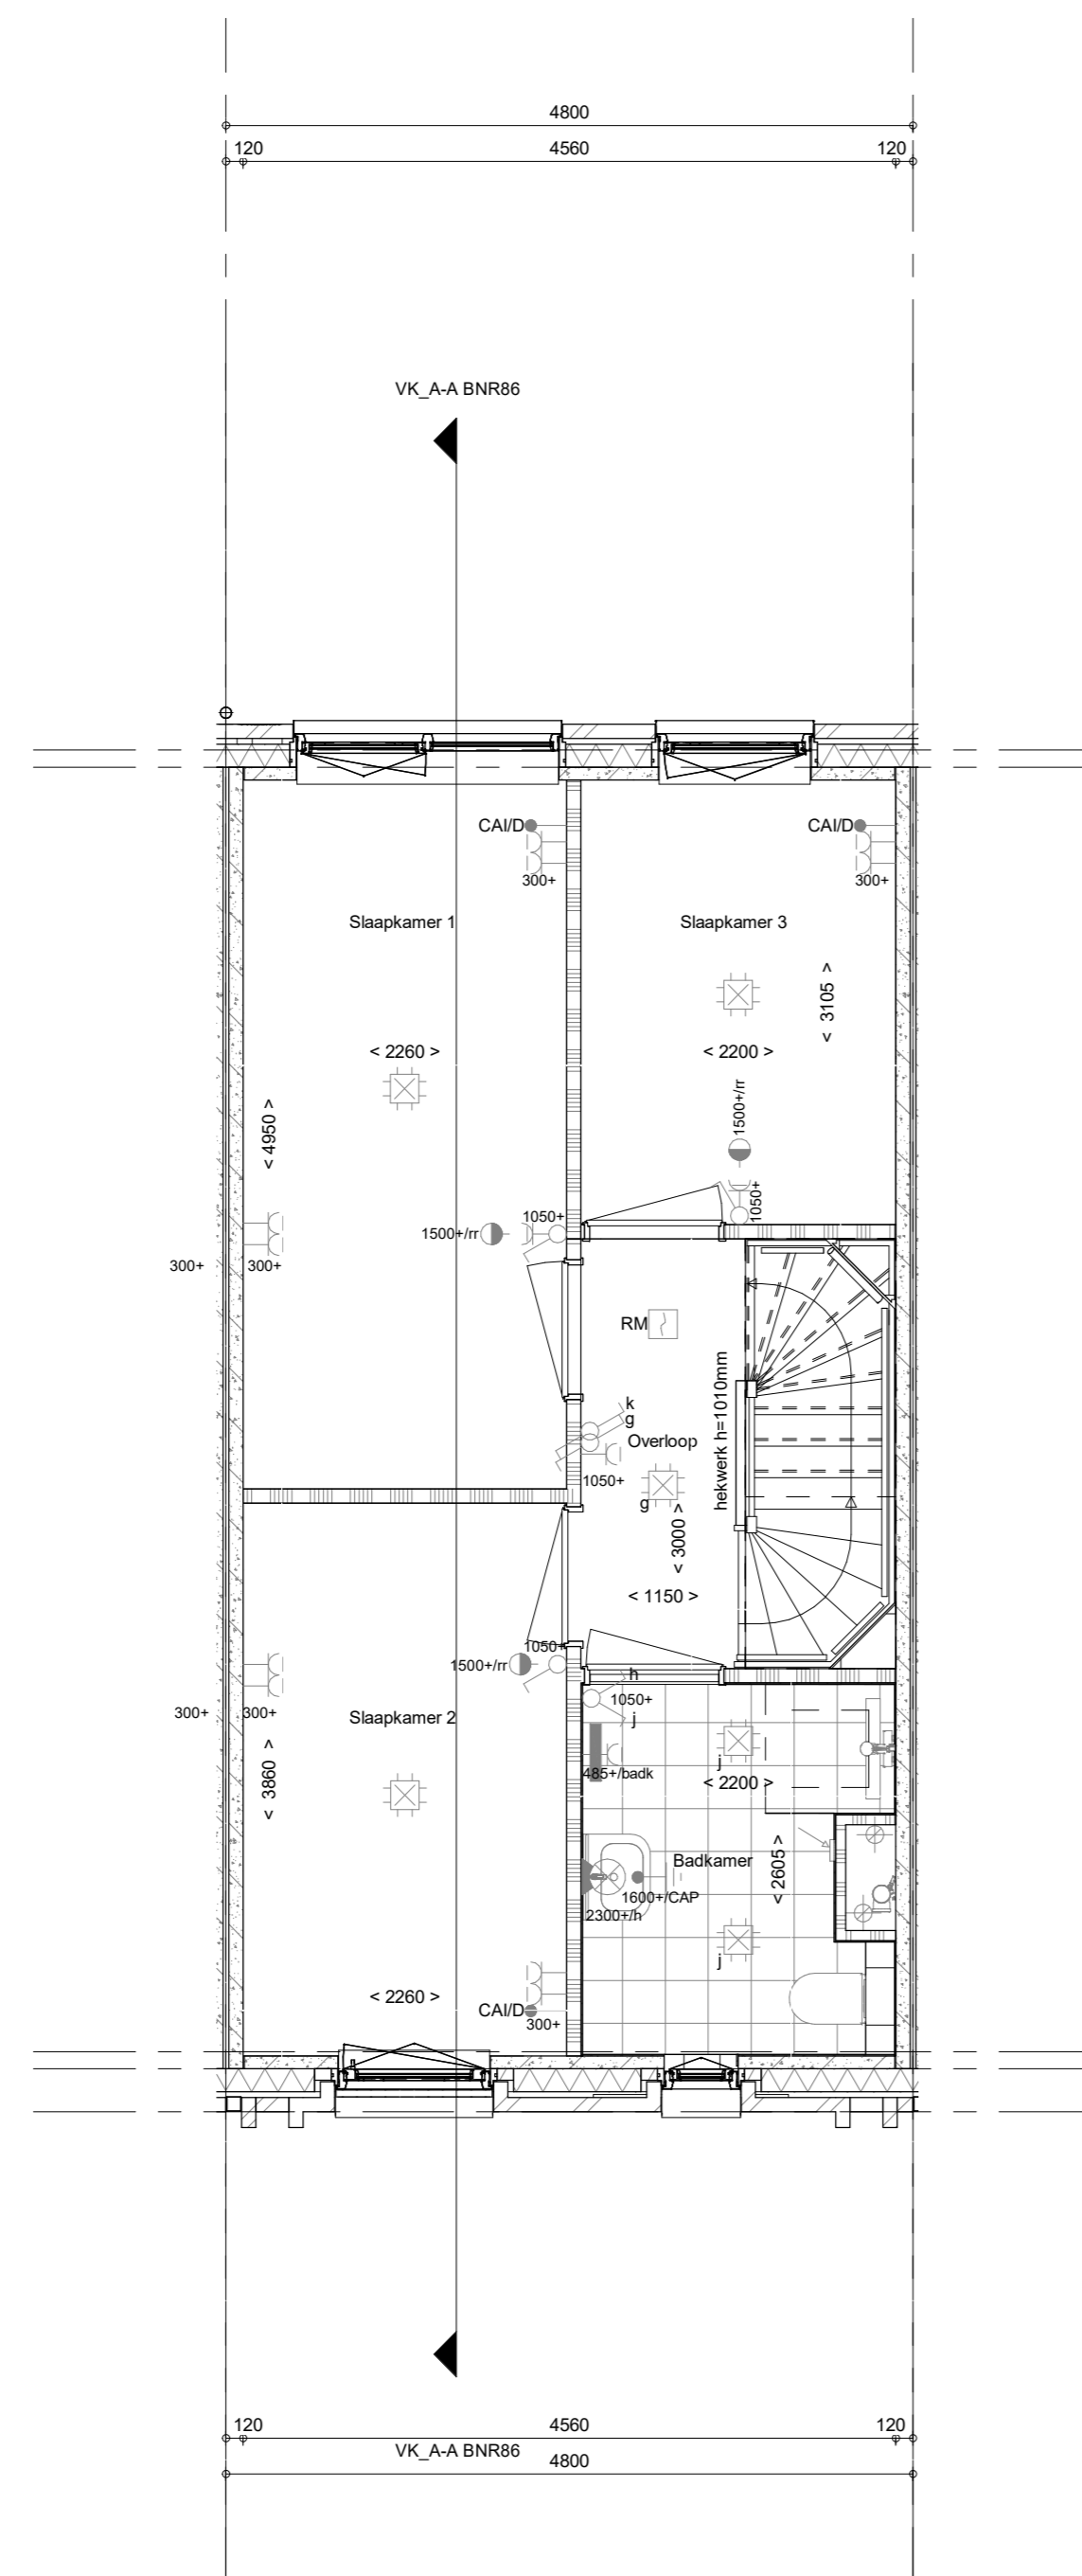 4800
120
4560
120
VK_A-A BNR86
CAI/D
300+
CAI/D
300+
Slaapkamer 1
Slaapkamer 3
< 3105 >
< 2260 >
< 2200 >
< 4950 >
1500+/rr
1050+
1050+
1500+/rr
300+
300+
RM
hekwerk h=1010mm
k
g
Overloop
1050+
g
< 3000 >
< 1150 >
1050+
1500+/rr
h
1050+
j
300+
300+
Slaapkamer 2
< 3860 >
j
485+/badk
< 2200 >
Badkamer
< 2605 >
1600+/CAP
2300+/h
j
< 2260 >
CAI/D
300+
120
4560
120
VK_A-A BNR86
4800